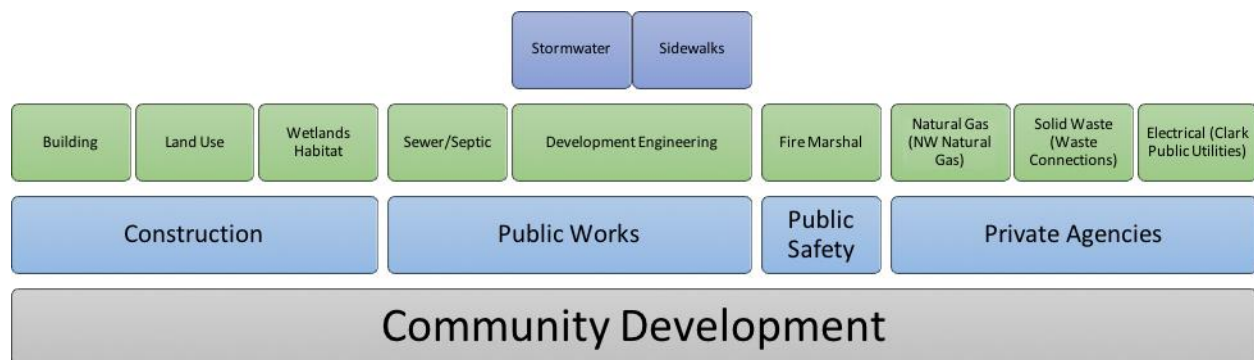 Stormwater
Sidewalks
Building
Land Use
Wetlands
Habitat
Sewer/Septic
Development Engineering
Fire Marshal
Natural Gas
(NW Natural
Gas)
Solid Waste
(Waste
Connections)
Electrical (Clark
Public Utilities)
Construction
Public Works
Public
Safety
Private Agencies
Community Development